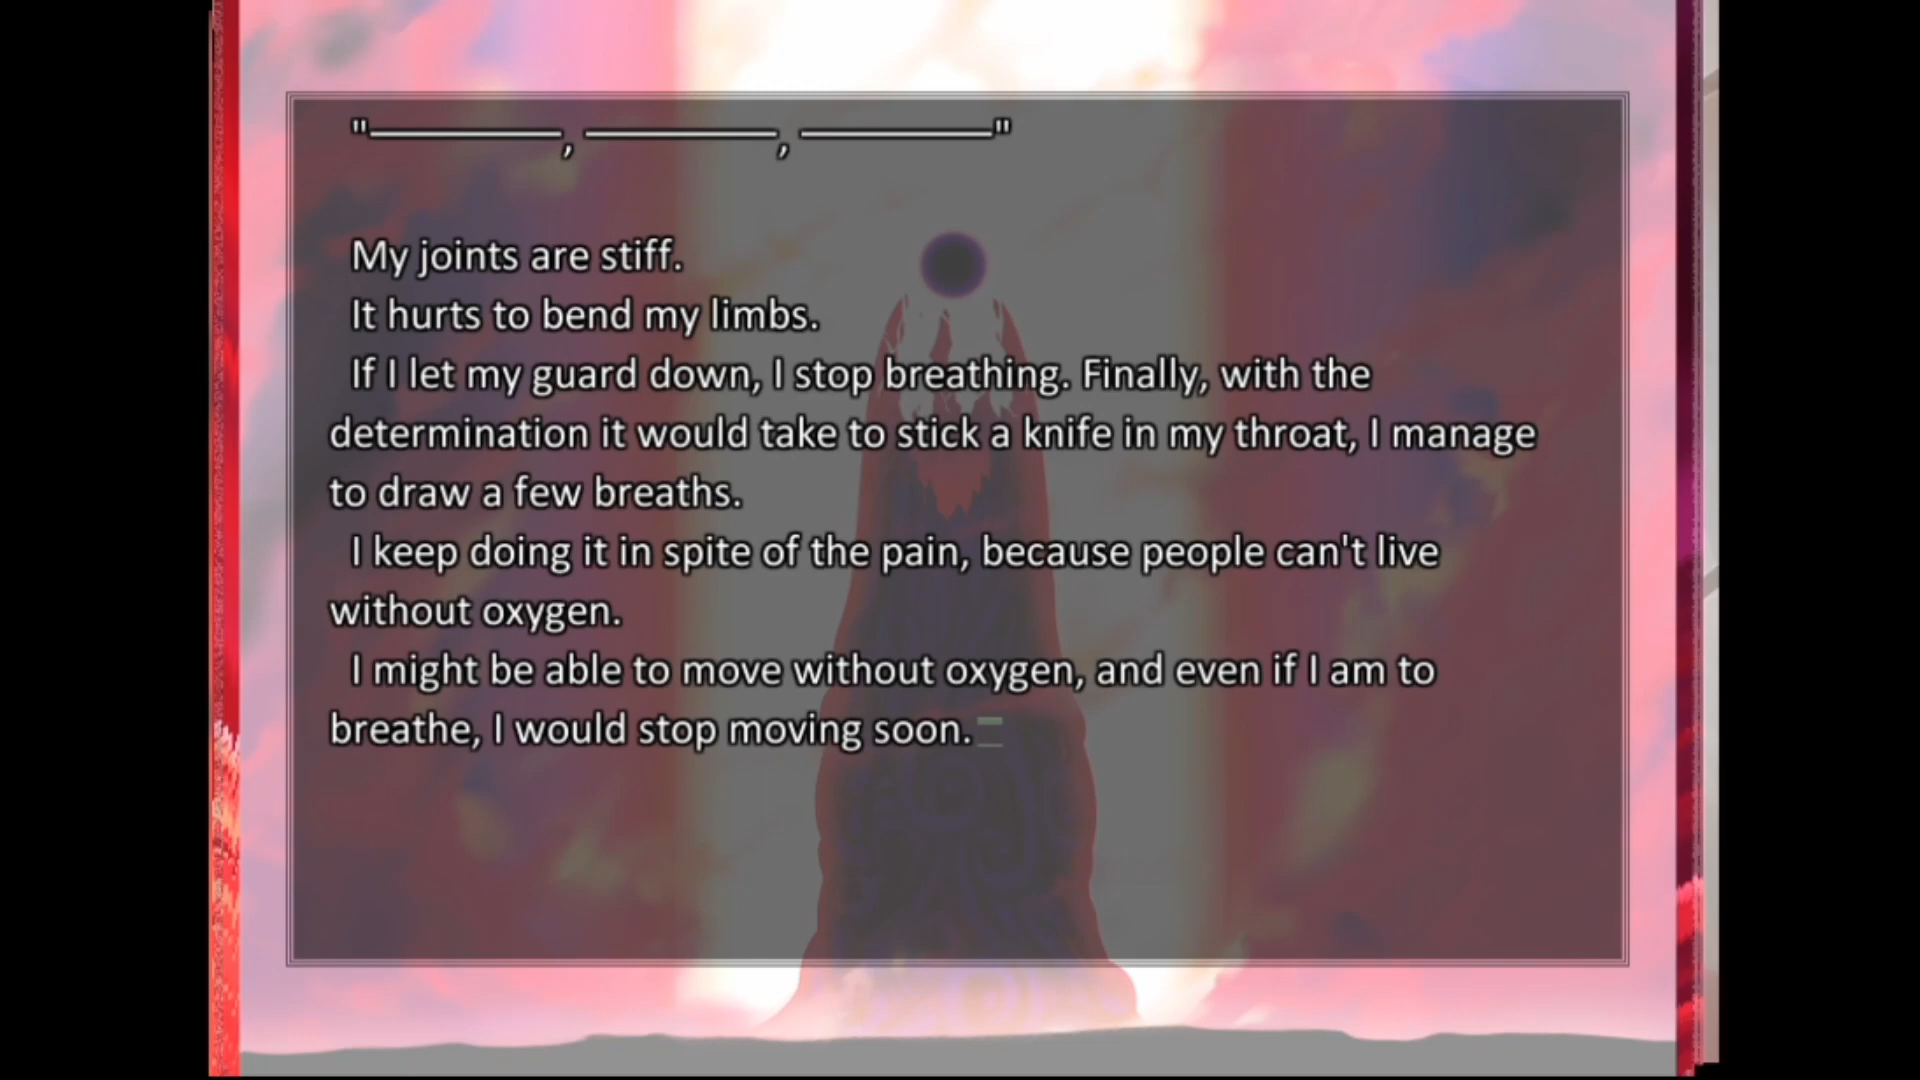 "―――――, ―――――, ―――――"
My joints are stiff.
It hurts to bend my limbs.
If I let my guard down, I stop breathing. Finally, with the
determination it would take to stick a knife in my throat, I manage
to draw a few breaths.
I keep doing it in spite of the pain, because people can't live
without oxygen.
I might be able to move without oxygen, and even if I am to
breathe, I would stop moving soon.